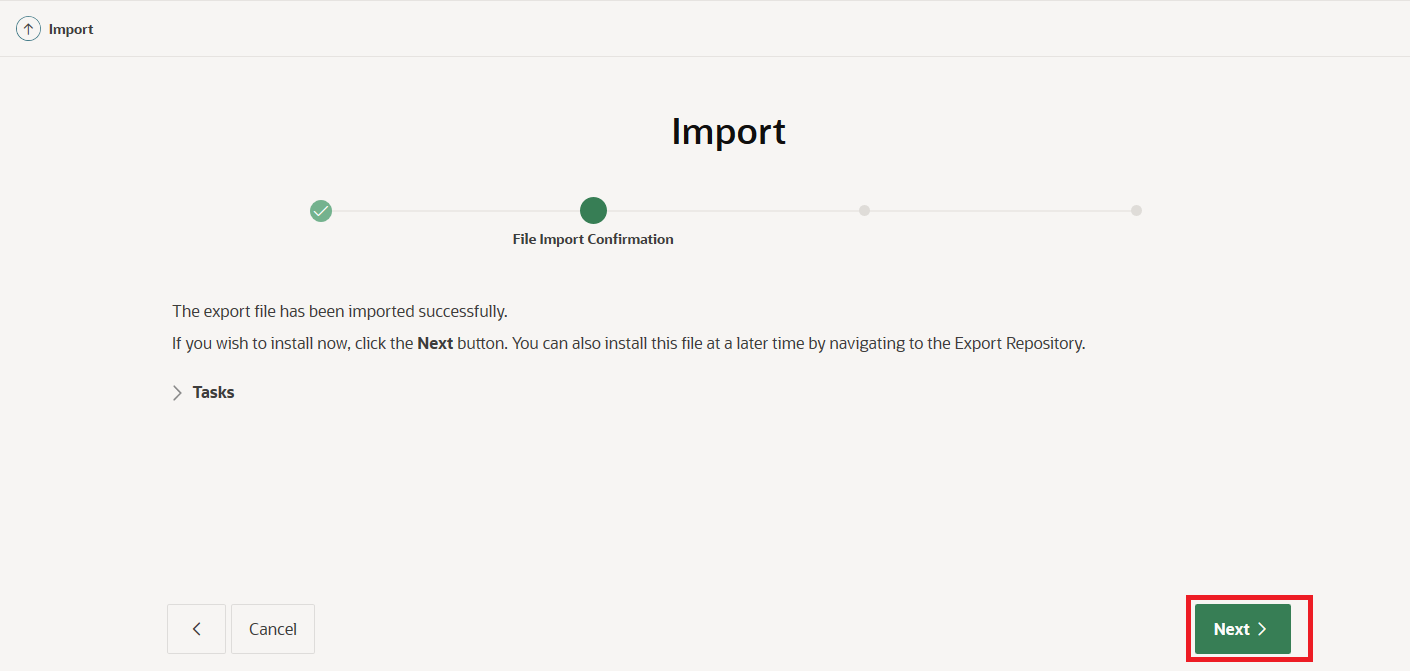 Import
Import
File Import Confirmation
The export file has been imported successfully.
If you wish to install now, click the Next button. You can also install this file at a later time by navigating to the Export Repository.
Tasks
Cancel
Next